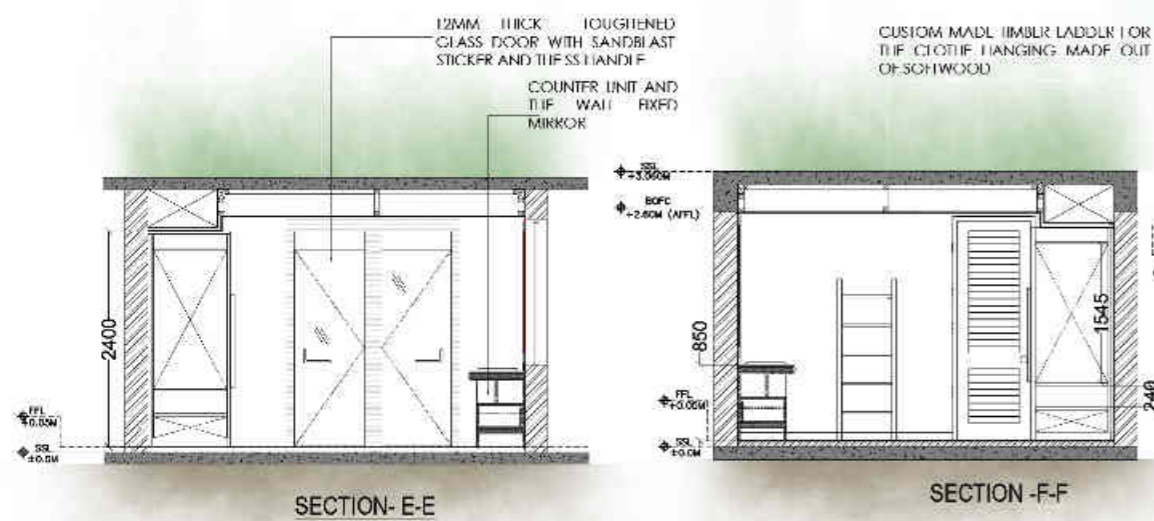 12MM THICK TOUGHTENED
GLASS DOOR WITH SANDBLAST
STICKER AND THE SS HANDLE
COUNTER UNIT AND
THE WALL FIXED
MIRROR
CUSTOM MADE TIMBER LADDER FOR
THE CLOTHE HANGING MADE OUT
OF SOFTWOOD
SSL
+3.060M
BOFC
+2.60M (AFFL)
2400
FFL
+0.05M
SSL
±0.0M
850
FFL
+0.05M
SSL
±0.0M
1545
240
SECTION- E-E
SECTION -F-F